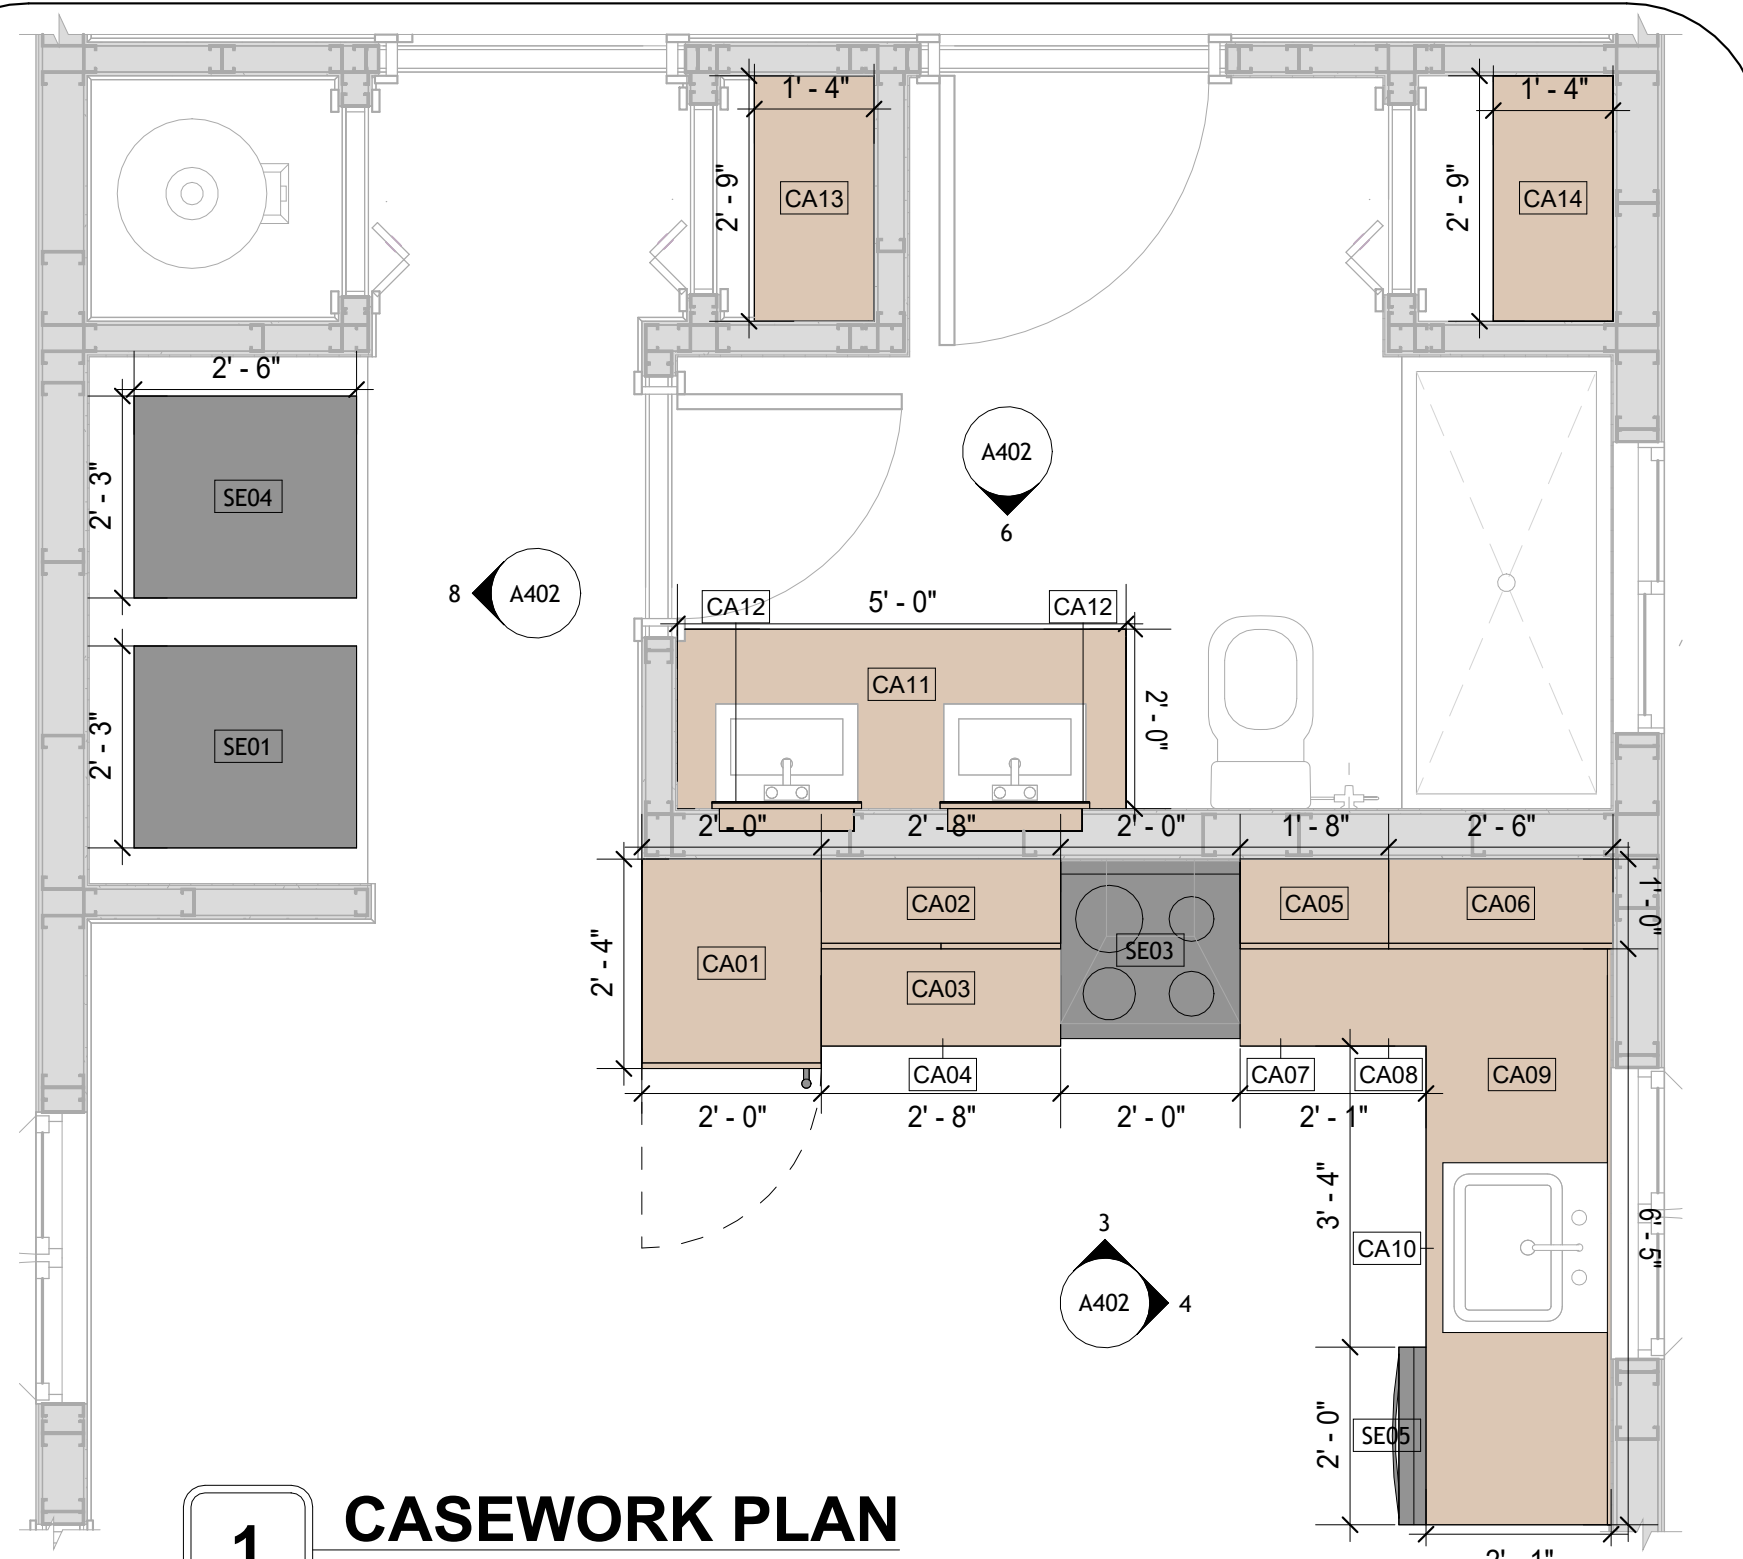 1' - 4"
1' - 4"
2' - 9"
CA13
2' - 9"
CA14
2' - 6"
2' - 3"
SE04
A402
6
8
A402
CA12
5' - 0"
CA12
CA11
2' - 0"
2' - 3"
SE01
2' - 0"
2' - 8"
2' - 0"
1' - 8"
2' - 6"
CA02
CA05
CA06
1' - 0"
2' - 4"
CA01
SE03
CA03
CA04
CA07
CA08
CA09
2' - 0"
2' - 8"
2' - 0"
2' - 1"
3' - 4"
3
CA10
6' - 5"
A402
4
2' - 0"
SE05
1
CASEWORK PLAN
2' - 1"